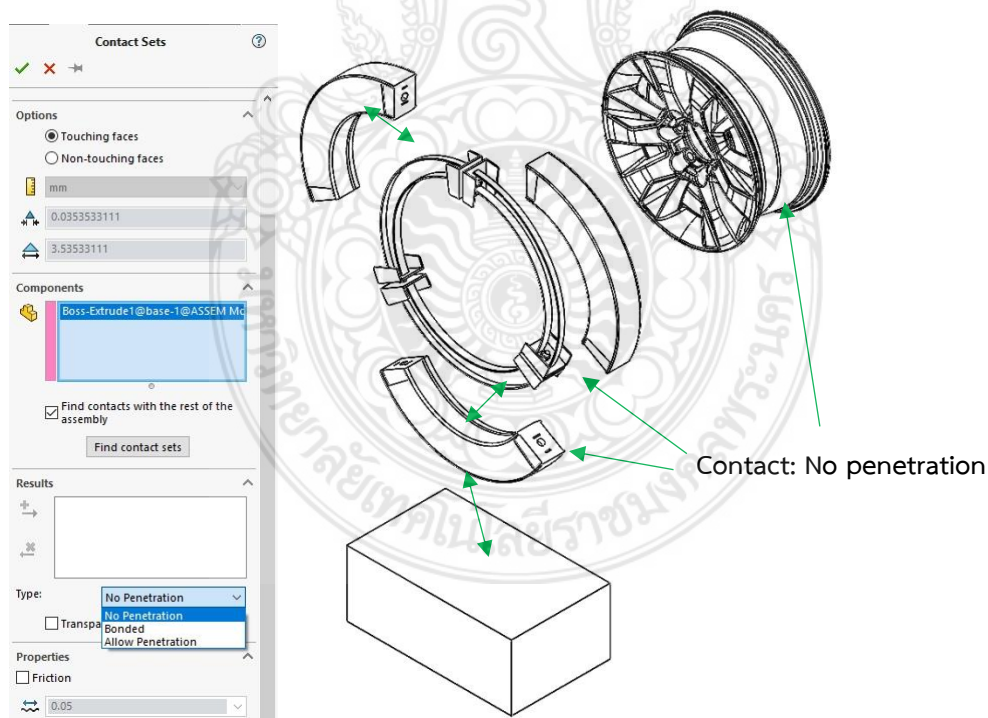 Contact Sets
Options
Touching faces
Non-touching faces
mm
0.0353533111
3.53533111
Components
Boss-Extrude1@base-1@ASSEM Mc
Find contacts with the rest of the
assembly
Find contact sets
Results
Type:
No Penetration
No Penetration
Bonded
Allow Penetration
Transpa
Properties
Friction
0.05
Contact: No penetration